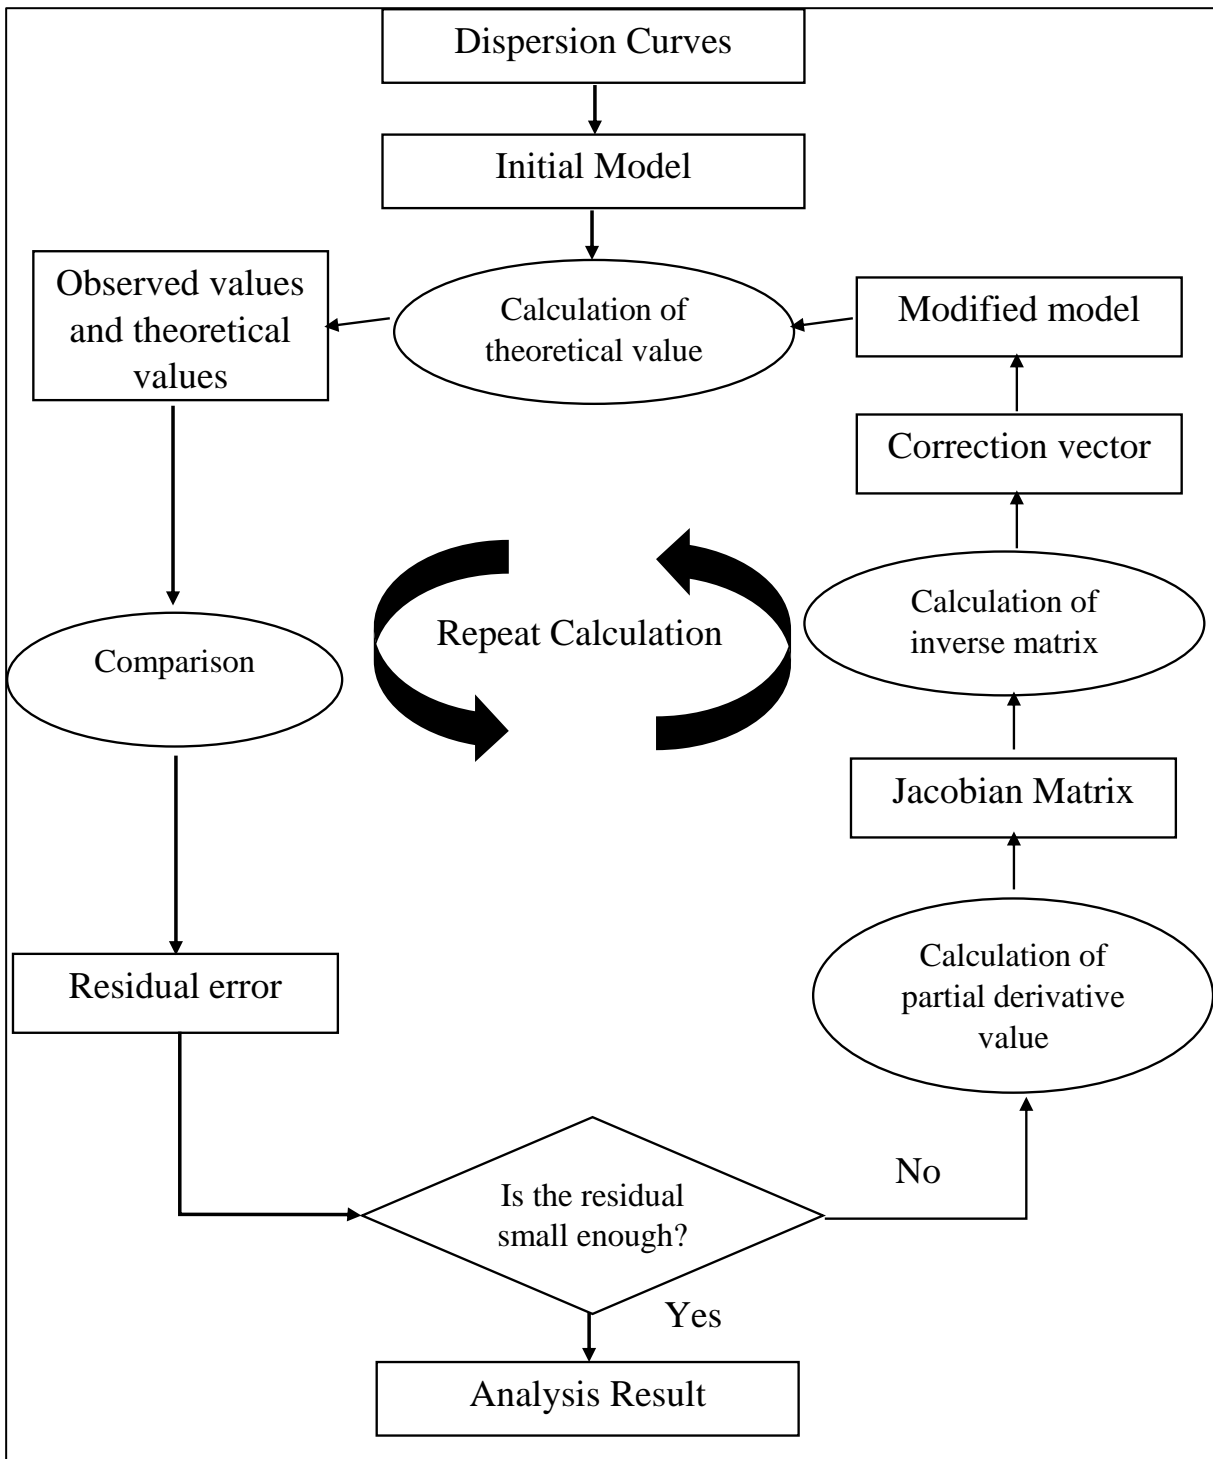 Dispersion Curves
Initial Model
Observed values
and theoretical
values
Calculation of
theoretical value
Modified model
Correction vector
Calculation of
inverse matrix
Repeat Calculation
Comparison
Jacobian Matrix
Residual error
Calculation of
partial derivative
value
Is the residual
small enough?
No
Yes
Analysis Result